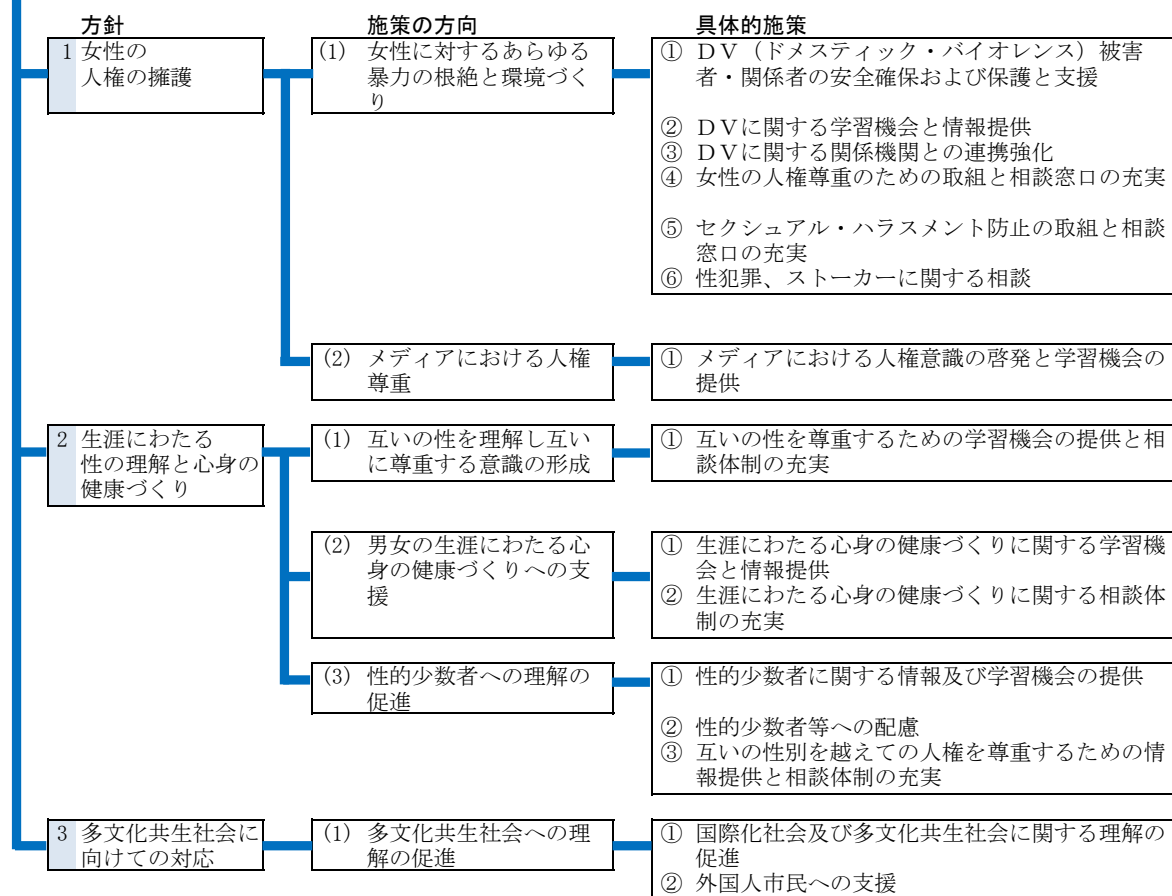 方針 施策の方向 具体的施策
1 女性の
人権の擁護
(1) 女性に対するあらゆる
暴力の根絶と環境づく
り
① ＤＶ（ドメスティック・バイオレンス）被害
者・関係者の安全確保および保護と支援
② ＤＶに関する学習機会と情報提供
③ ＤＶに関する関係機関との連携強化
④ 女性の人権尊重のための取組と相談窓口の充実
⑤ セクシュアル・ハラスメント防止の取組と相談
窓口の充実
⑥ 性犯罪、ストーカーに関する相談
(2) メディアにおける人権
尊重
① メディアにおける人権意識の啓発と学習機会の
提供
2 生涯にわたる
性の理解と心身の
健康づくり
(1) 互いの性を理解し互い
に尊重する意識の形成
① 互いの性を尊重するための学習機会の提供と相
談体制の充実
(2) 男女の生涯にわたる心
身の健康づくりへの支
援
① 生涯にわたる心身の健康づくりに関する学習機
会と情報提供
② 生涯にわたる心身の健康づくりに関する相談体
制の充実
(3) 性的少数者への理解の
促進
① 性的少数者に関する情報及び学習機会の提供
② 性的少数者等への配慮
③ 互いの性別を越えての人権を尊重するための情
報提供と相談体制の充実
3 多文化共生社会に
向けての対応
(1) 多文化共生社会への理
解の促進
① 国際化社会及び多文化共生社会に関する理解の
促進
② 外国人市民への支援